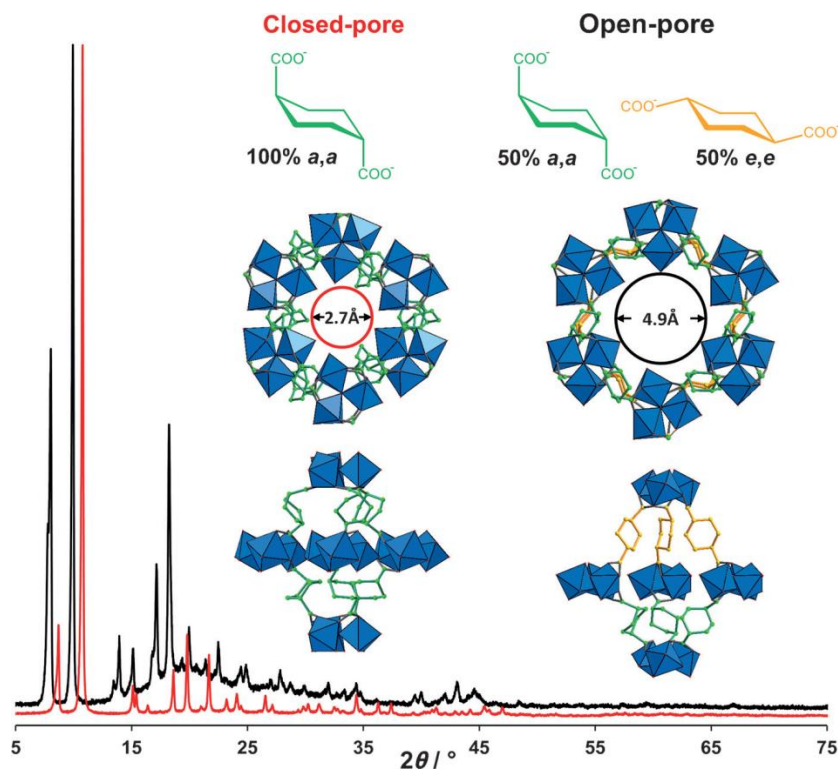 Closed-pore Open-pore
COO⁻ COO⁻
COO⁻ COO⁻
100% a,a 50% a,a 50% e,e
COO⁻ COO⁻
2.7Å 4.9Å
5 15 25 35 45 55 65 75
2θ / °